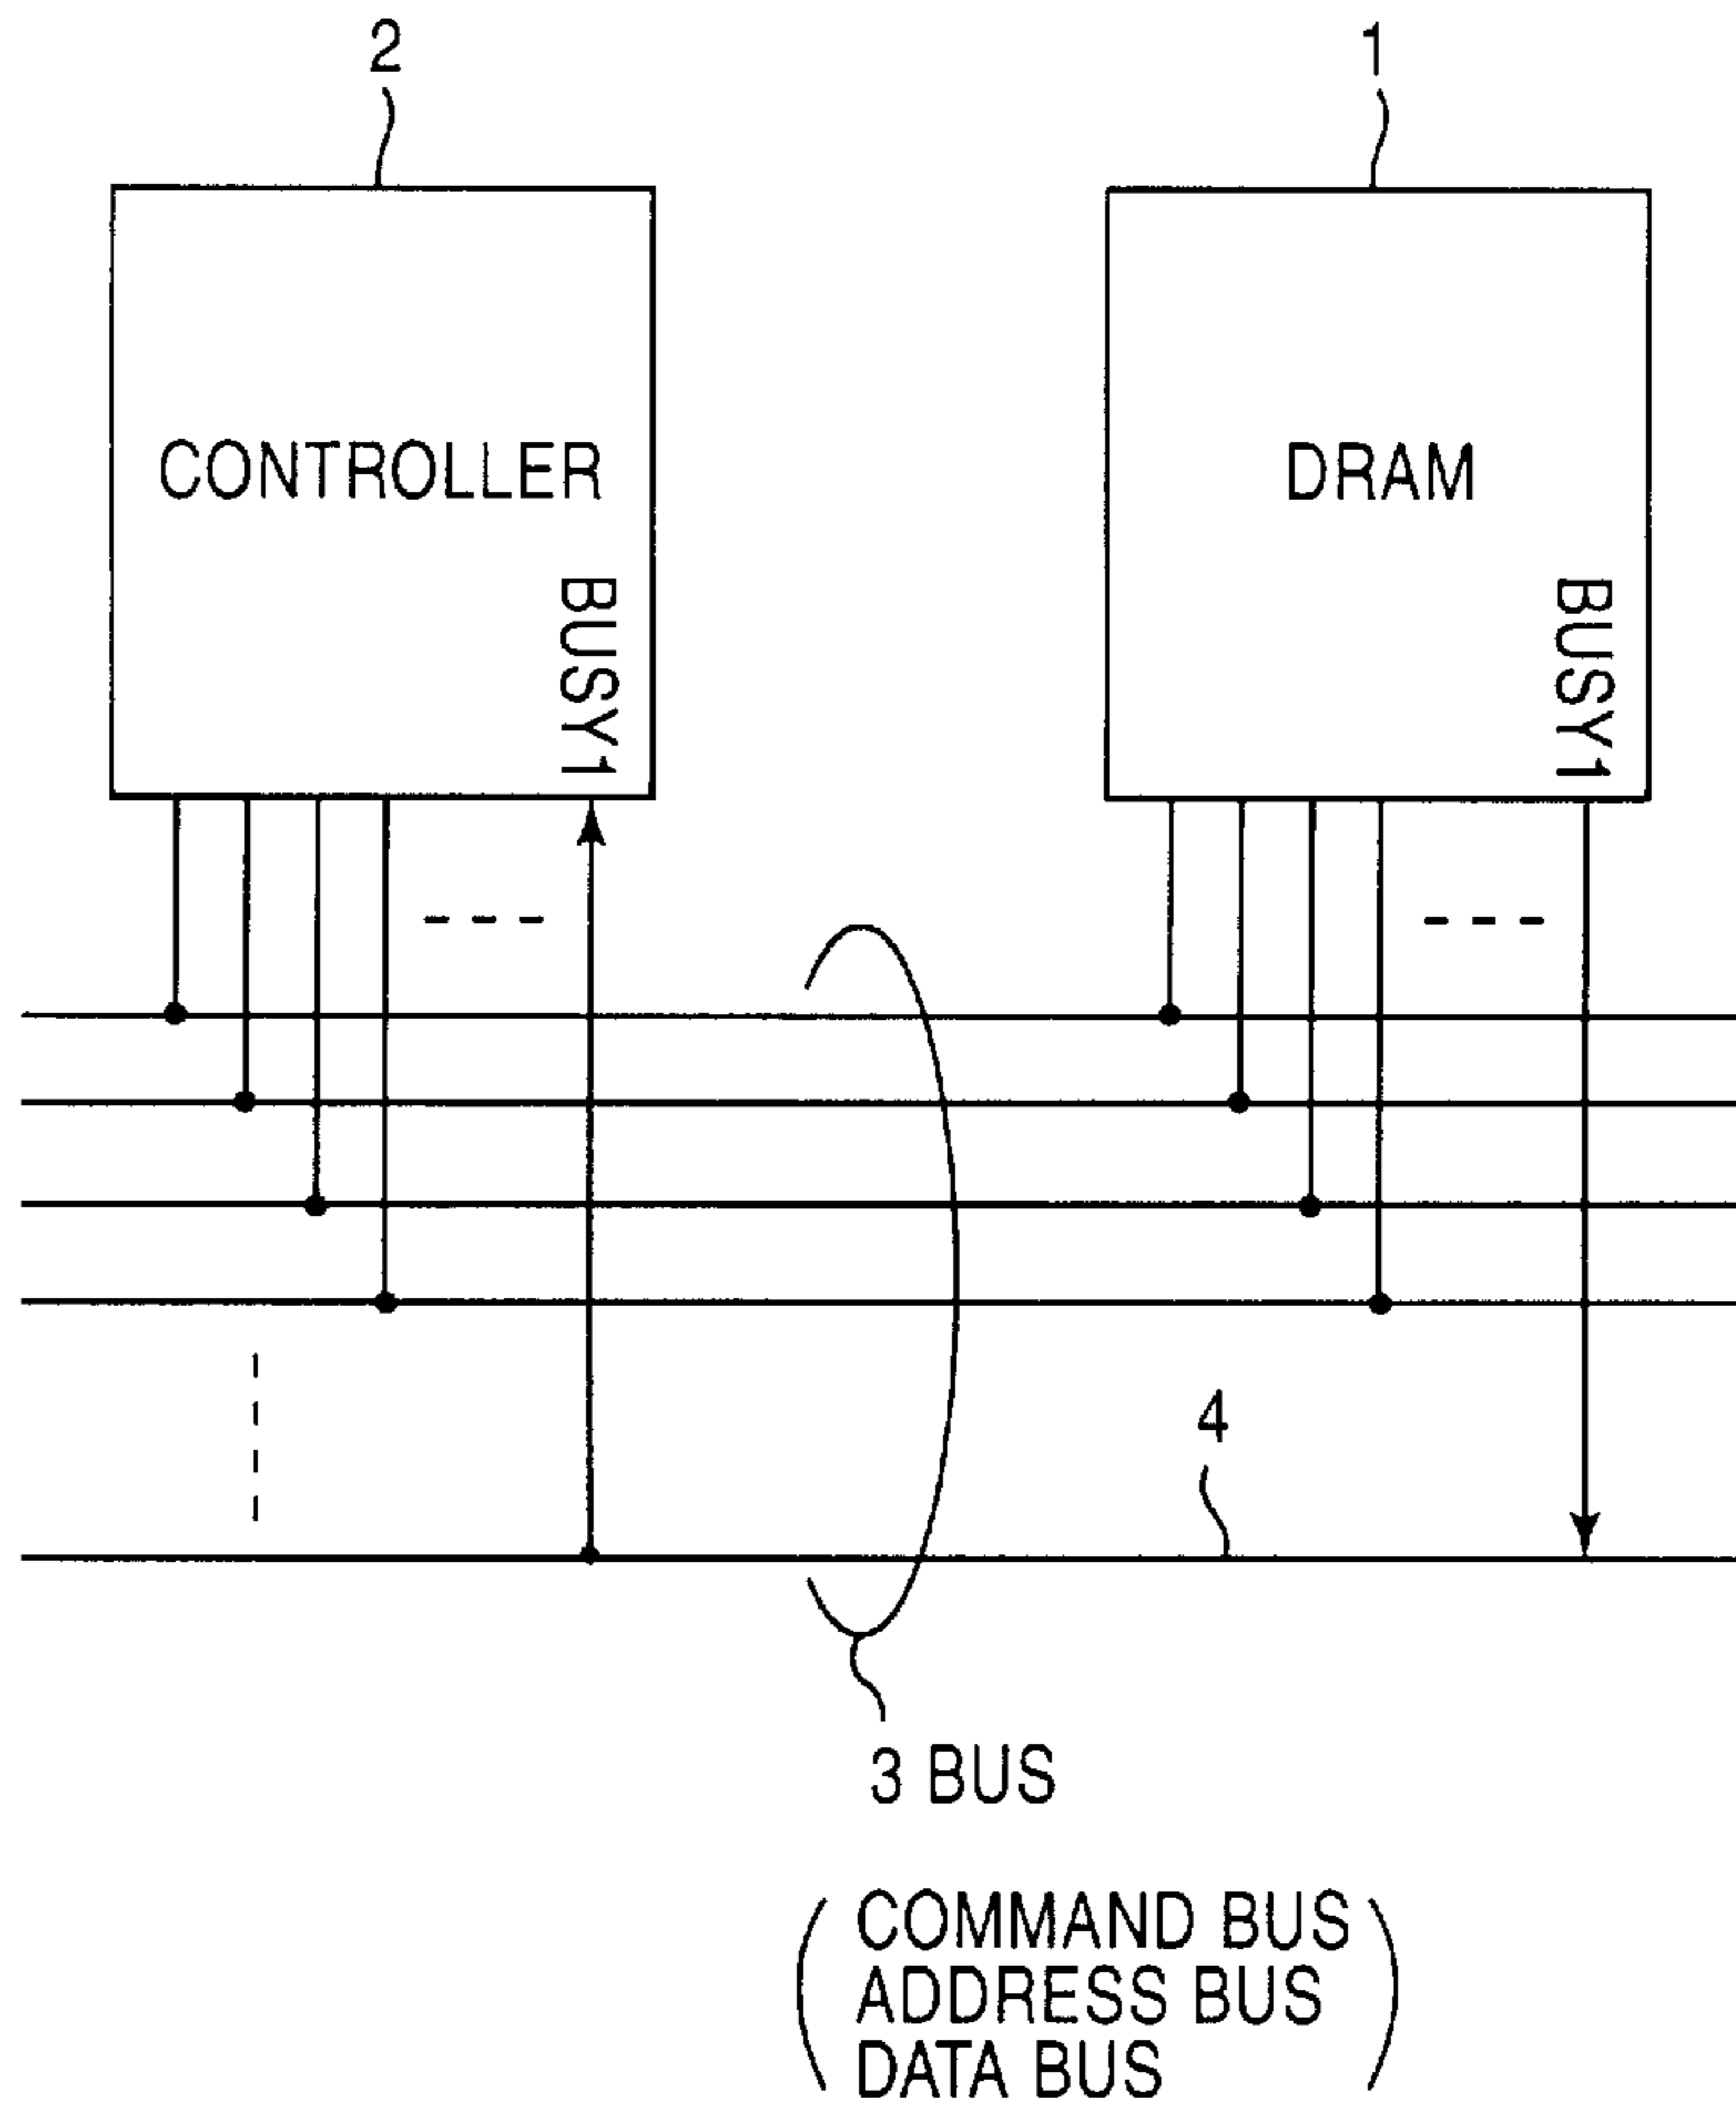 2
1
CONTROLLER
DRAM
BUSY1
BUSY1
4
3 BUS
COMMAND BUS
ADDRESS BUS
DATA BUS